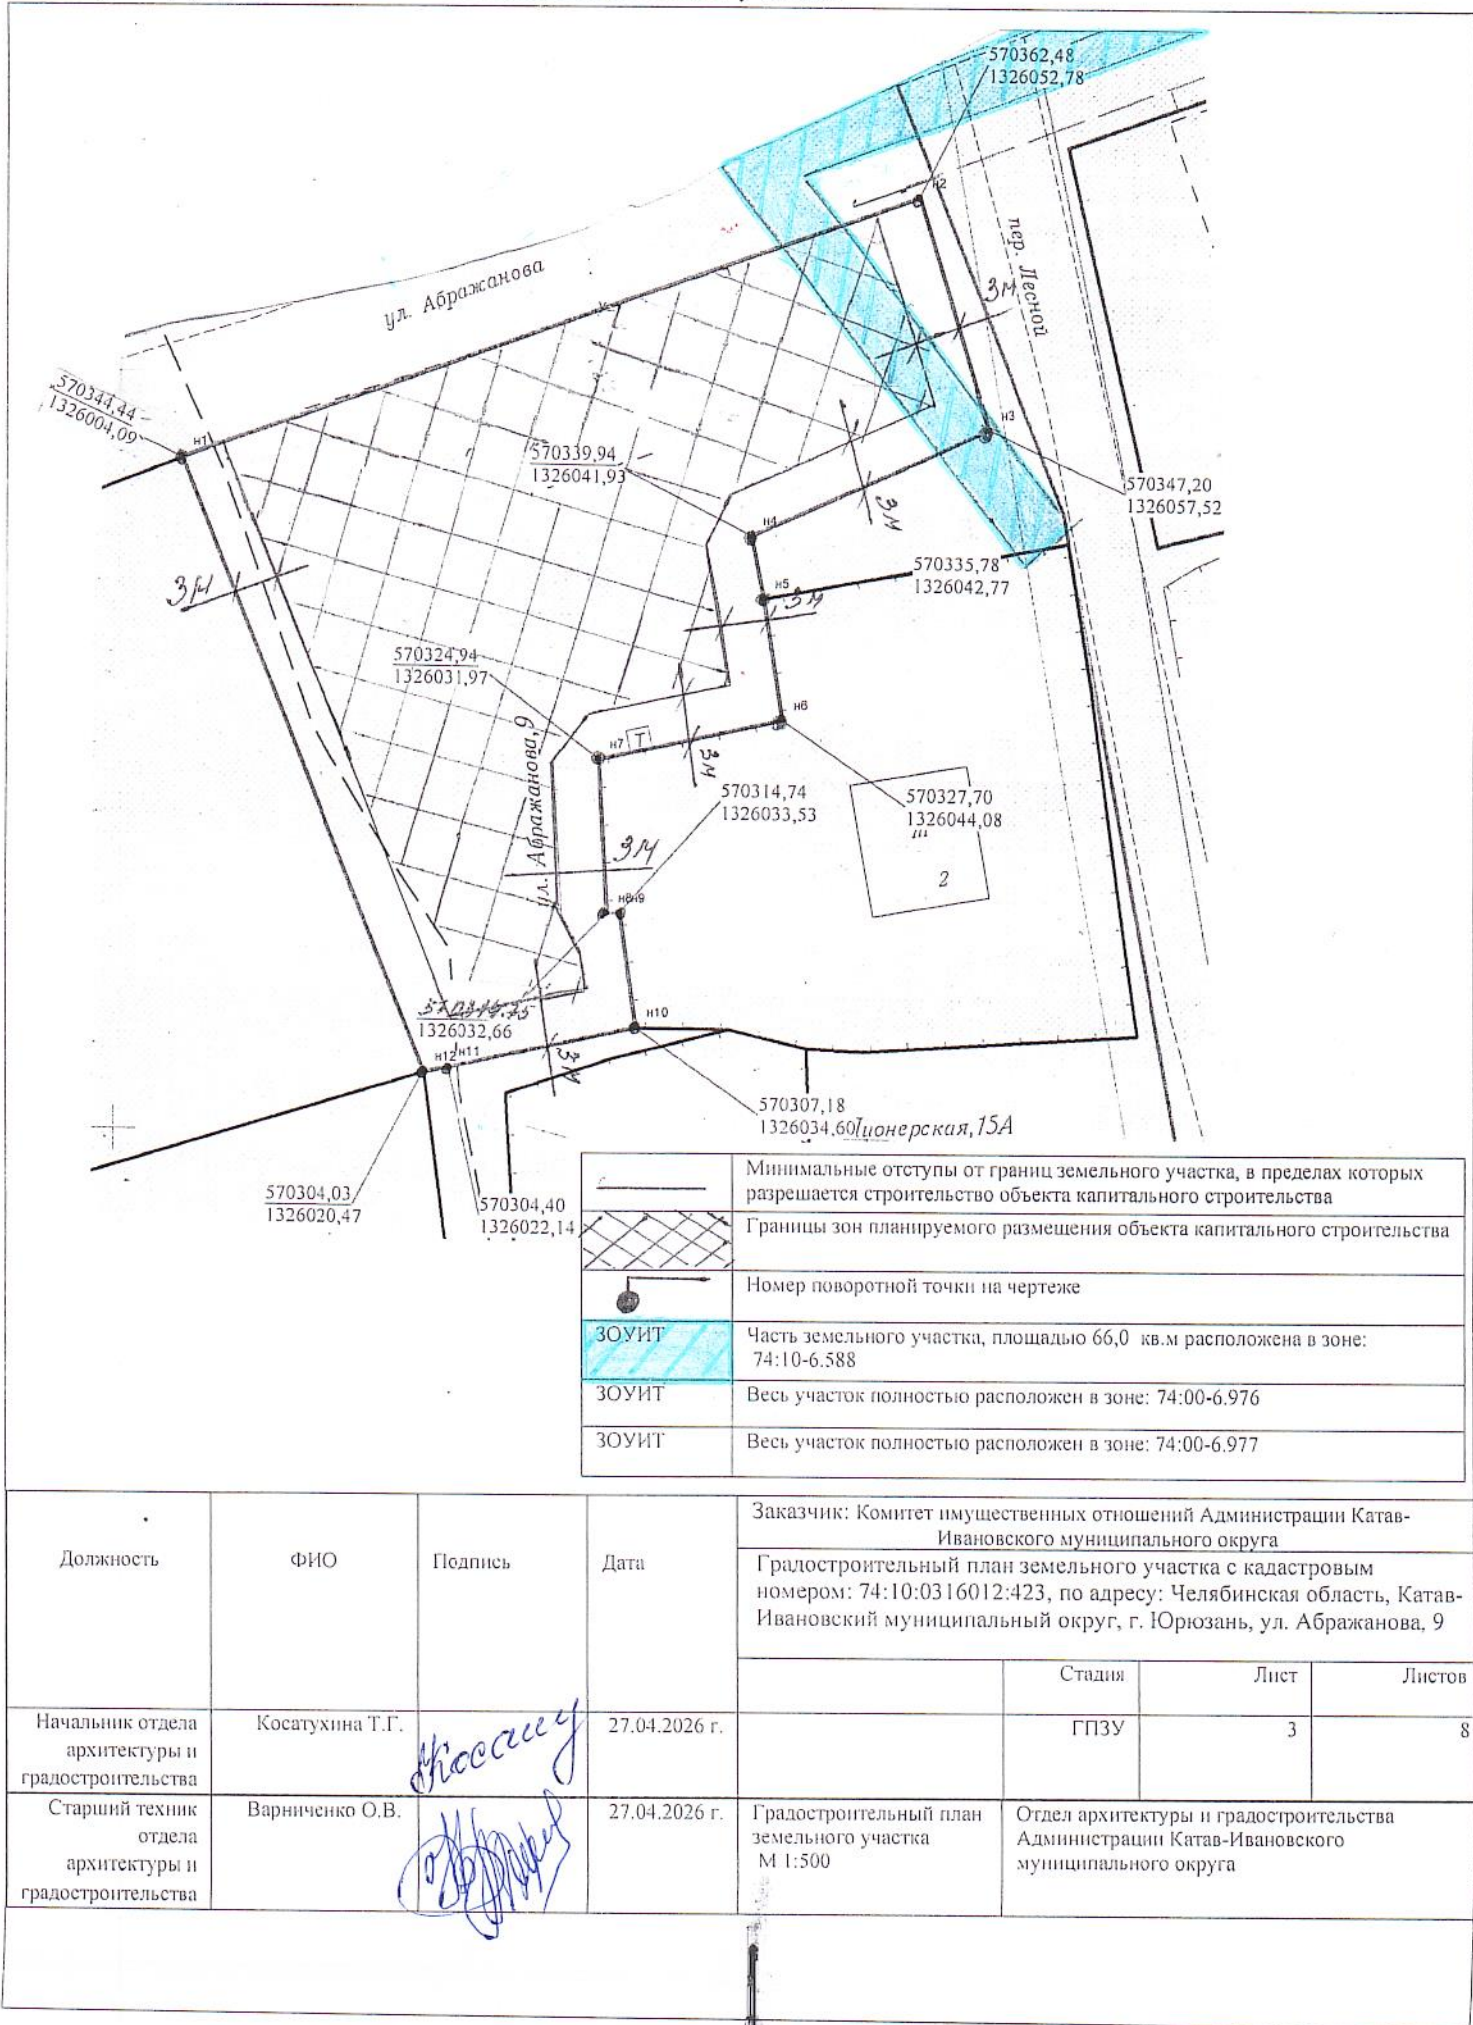 570362,48
1326052,78
н2
пер. Лесной
ул. Абражанова
3м
570344,44
1326004,09
н1
н3
570339,94
1326041,93
570347,20
1326057,52
н4
3м
570335,78
1326042,77
н5
3м
3м
570324,94
1326031,97
н6
н7
Т
3м
ул. Абражанова, 9
570314,74
1326033,53
570327,70
1326044,08
ш
2
3м
н8н9
1326032,66
н10
н12 н11
3м
570307,18
1326034,60
Пионерская, 15А
570304,03
1326020,47
570304,40
1326022,14
Минимальные отступы от границ земельного участка, в пределах которых
разрешается строительство объекта капитального строительства
Границы зон планируемого размещения объекта капитального строительства
Номер поворотной точки на чертеже
ЗОУИТ
Часть земельного участка, площадью 66,0 кв.м расположена в зоне:
74:10-6.588
ЗОУИТ
Весь участок полностью расположен в зоне: 74:00-6.976
ЗОУИТ
Весь участок полностью расположен в зоне: 74:00-6.977
Должность
ФИО
Подпись
Дата
Заказчик: Комитет имущественных отношений Администрации Катав-
Ивановского муниципального округа
Градостроительный план земельного участка с кадастровым
номером: 74:10:0316012:423, по адресу: Челябинская область, Катав-
Ивановский муниципальный округ, г. Юрюзань, ул. Абражанова, 9
Стадия
Лист
Листов
Начальник отдела
архитектуры и
градостроительства
Косатухина Т.Г.
27.04.2026 г.
ГПЗУ
3
8
Старший техник
отдела
архитектуры и
градостроительства
Варниченко О.В.
27.04.2026 г.
Градостроительный план
земельного участка
М 1:500
Отдел архитектуры и градостроительства
Администрации Катав-Ивановского
муниципального округа